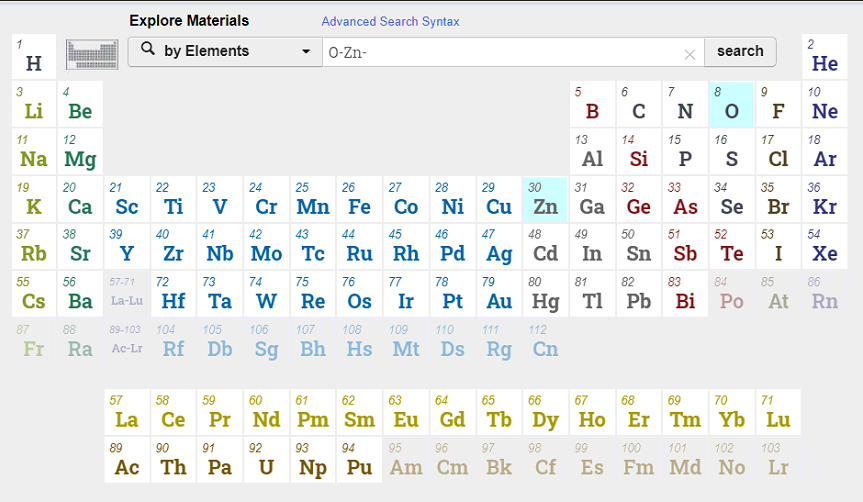 Explore Materials Advanced Search Syntax
by Elements O-Zn- search
1 2
H He
3 4 5 6 7 8 9 10
Li Be B C N O F Ne
11 12 13 14 15 16 17 18
Na Mg Al Si P S Cl Ar
19 20 21 22 23 24 25 26 27 28 29 30 31 32 33 34 35 36
K Ca Sc Ti V Cr Mn Fe Co Ni Cu Zn Ga Ge As Se Br Kr
37 38 39 40 41 42 43 44 45 46 47 48 49 50 51 52 53 54
Rb Sr Y Zr Nb Mo Tc Ru Rh Pd Ag Cd In Sn Sb Te I Xe
55 56 57-71 72 73 74 75 76 77 78 79 80 81 82 83 84 85 86
Cs Ba La-Lu Hf Ta W Re Os Ir Pt Au Hg Tl Pb Bi Po At Rn
87 88 89-103 104 105 106 107 108 109 110 111 112
Fr Ra Ac-Lr Rf Db Sg Bh Hs Mt Ds Rg Cn
57 58 59 60 61 62 63 64 65 66 67 68 69 70 71
La Ce Pr Nd Pm Sm Eu Gd Tb Dy Ho Er Tm Yb Lu
89 90 91 92 93 94 95 96 97 98 99 100 101 102 103
Ac Th Pa U Np Pu Am Cm Bk Cf Es Fm Md No Lr